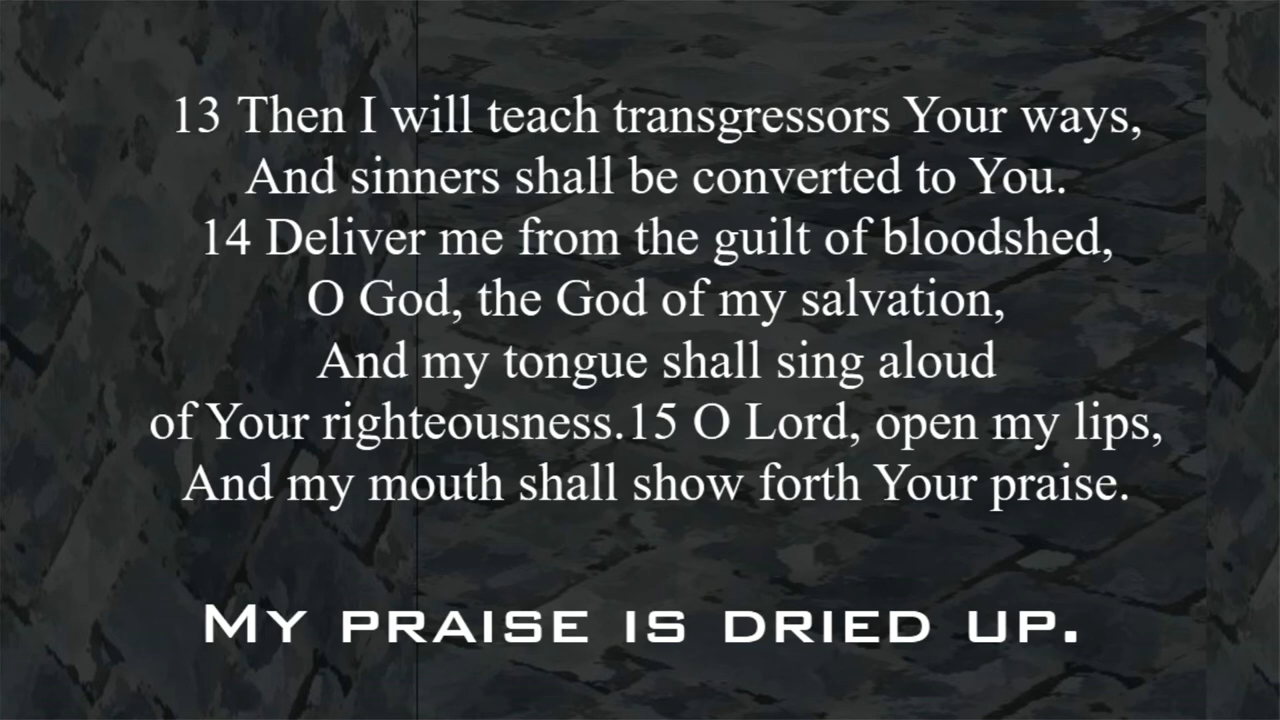 13 Then I will teach transgressors Your ways,
And sinners shall be converted to You.
14 Deliver me from the guilt of bloodshed,
O God, the God of my salvation,
And my tongue shall sing aloud
of Your righteousness.15 O Lord, open my lips,
And my mouth shall show forth Your praise.
My praise is dried up.